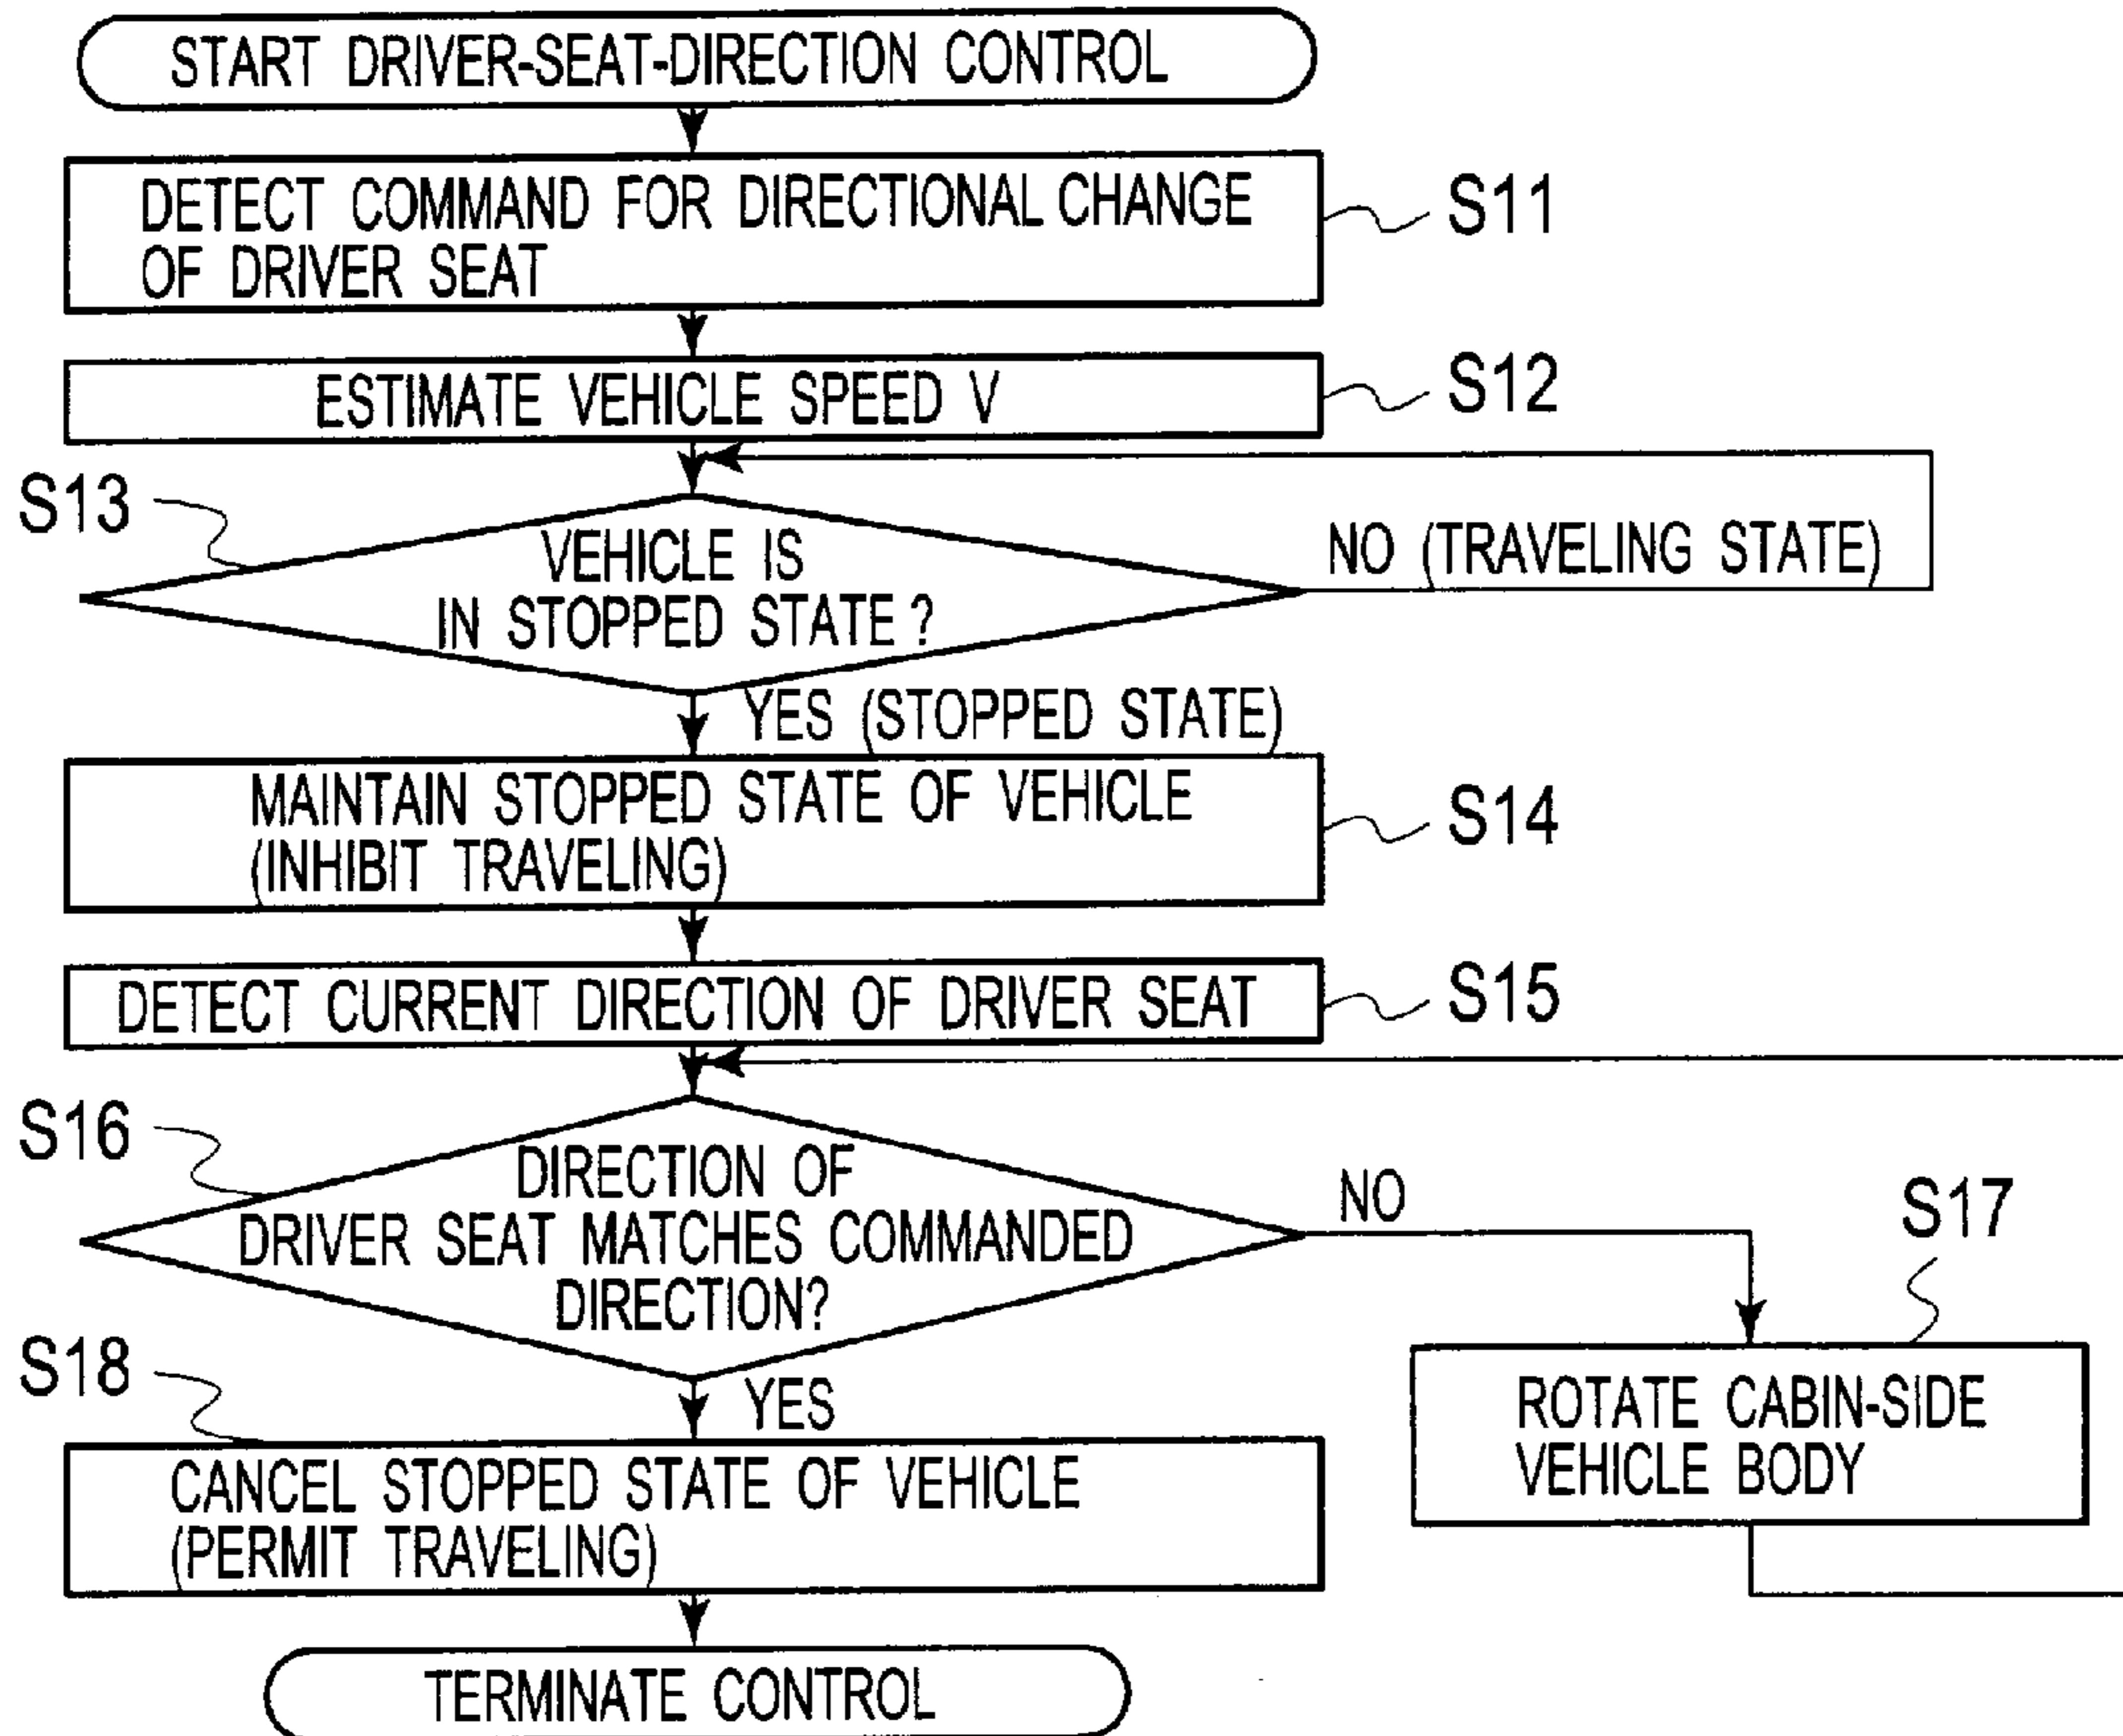 START DRIVER-SEAT-DIRECTION CONTROL
DETECT COMMAND FOR DIRECTIONAL CHANGE
OF DRIVER SEAT
S11
ESTIMATE VEHICLE SPEED V
S12
S13
VEHICLE IS
IN STOPPED STATE?
NO (TRAVELING STATE)
YES (STOPPED STATE)
MAINTAIN STOPPED STATE OF VEHICLE
(INHIBIT TRAVELING)
S14
DETECT CURRENT DIRECTION OF DRIVER SEAT
S15
S16
DIRECTION OF
DRIVER SEAT MATCHES COMMANDED
DIRECTION?
NO
S17
ROTATE CABIN-SIDE
VEHICLE BODY
YES
S18
CANCEL STOPPED STATE OF VEHICLE
(PERMIT TRAVELING)
TERMINATE CONTROL